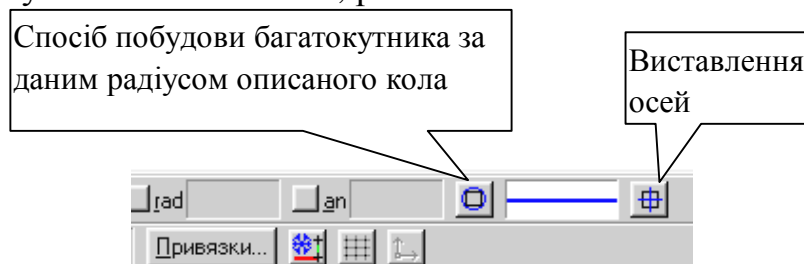 Спосіб побудови багатокутника за
даним радіусом описаного кола
Виставлення
осей
rad
an
Привязки...